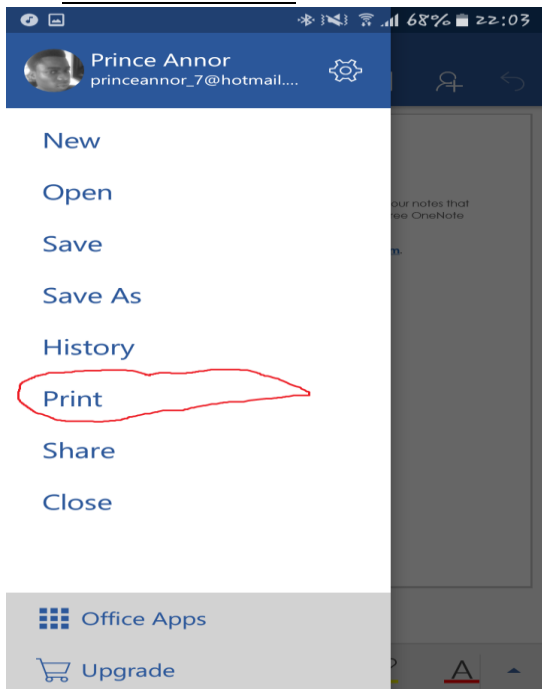 68% 22:03
Prince Annor
princeannor_7@hotmail....
New
Open
our notes that
ree OneNote
Save
m.
Save As
History
Print
Share
Close
Office Apps
Upgrade
A